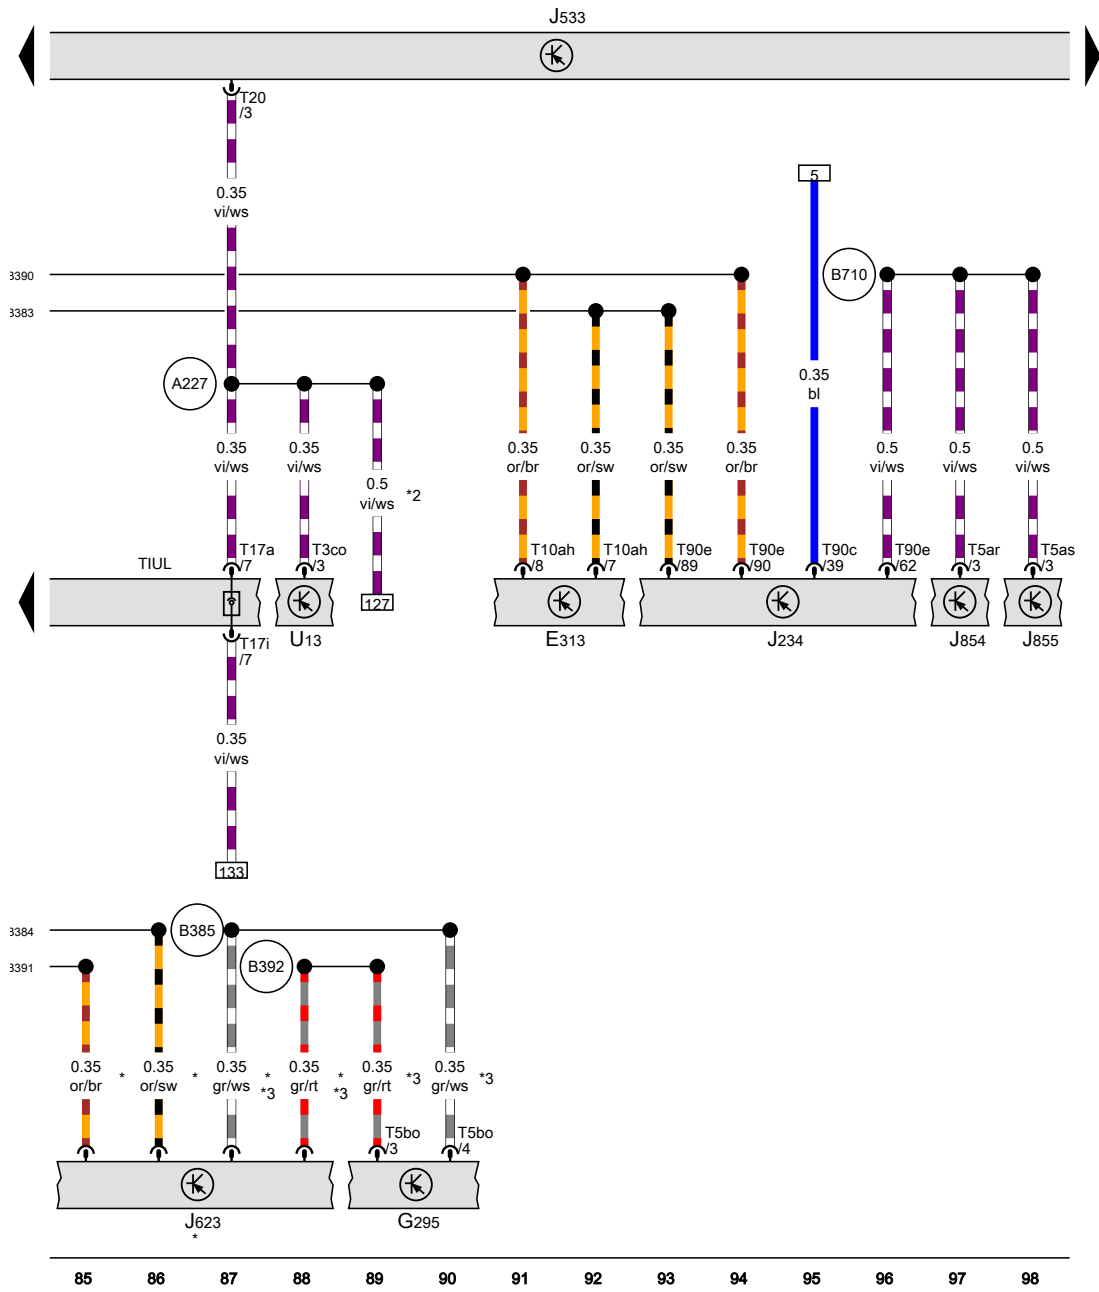 J533
T20
/3
0.35
vi/ws
5
B390
B710
B383
A227
0.35
vi/ws
0.35
vi/ws
0.5
vi/ws
*2
0.35
or/br
0.35
or/sw
0.35
or/sw
0.35
or/br
0.35
bl
0.5
vi/ws
0.5
vi/ws
0.5
vi/ws
TIUL
T17a
/7
T3co
/3
T10ah
/8
T10ah
/7
T90e
/89
T90e
/90
T90c
/39
T90e
/62
T5ar
/3
T5as
/3
127
T17i
/7
U13
E313
J234
J854
J855
0.35
vi/ws
133
B384
B385
B391
B392
0.35
or/br
*
0.35
or/sw
*
0.35
gr/ws
*
*3
0.35
gr/rt
*
*3
0.35
gr/rt
*3
0.35
gr/ws
*3
T5bo
/3
T5bo
/4
J623
*
G295
85 86 87 88 89 90 91 92 93 94 95 96 97 98